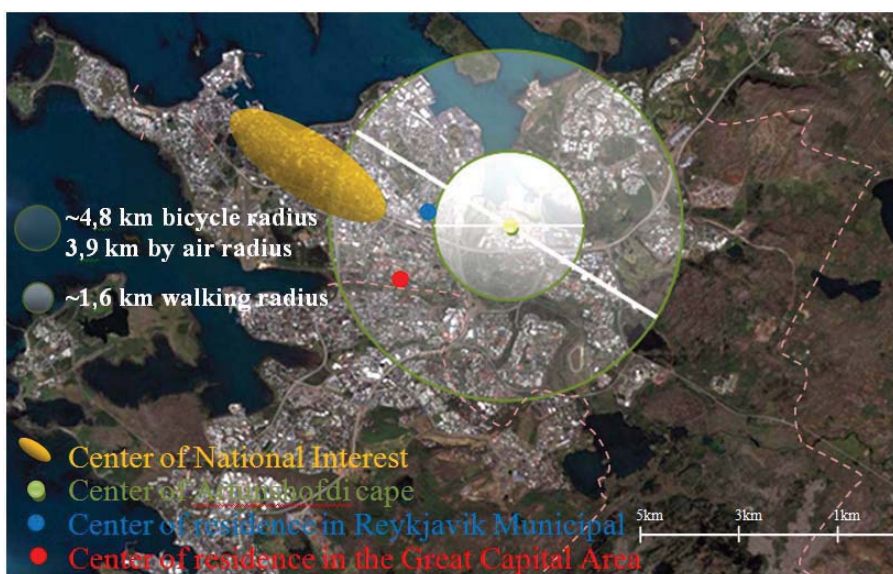 ~4,8 km bicycle radius
3,9 km by air radius
~1,6 km walking radius
Center of National Interest
Center of Artunshofdi cape
Center of residence in Reykjavik Municipal
Center of residence in the Great Capital Area
5km 3km 1km